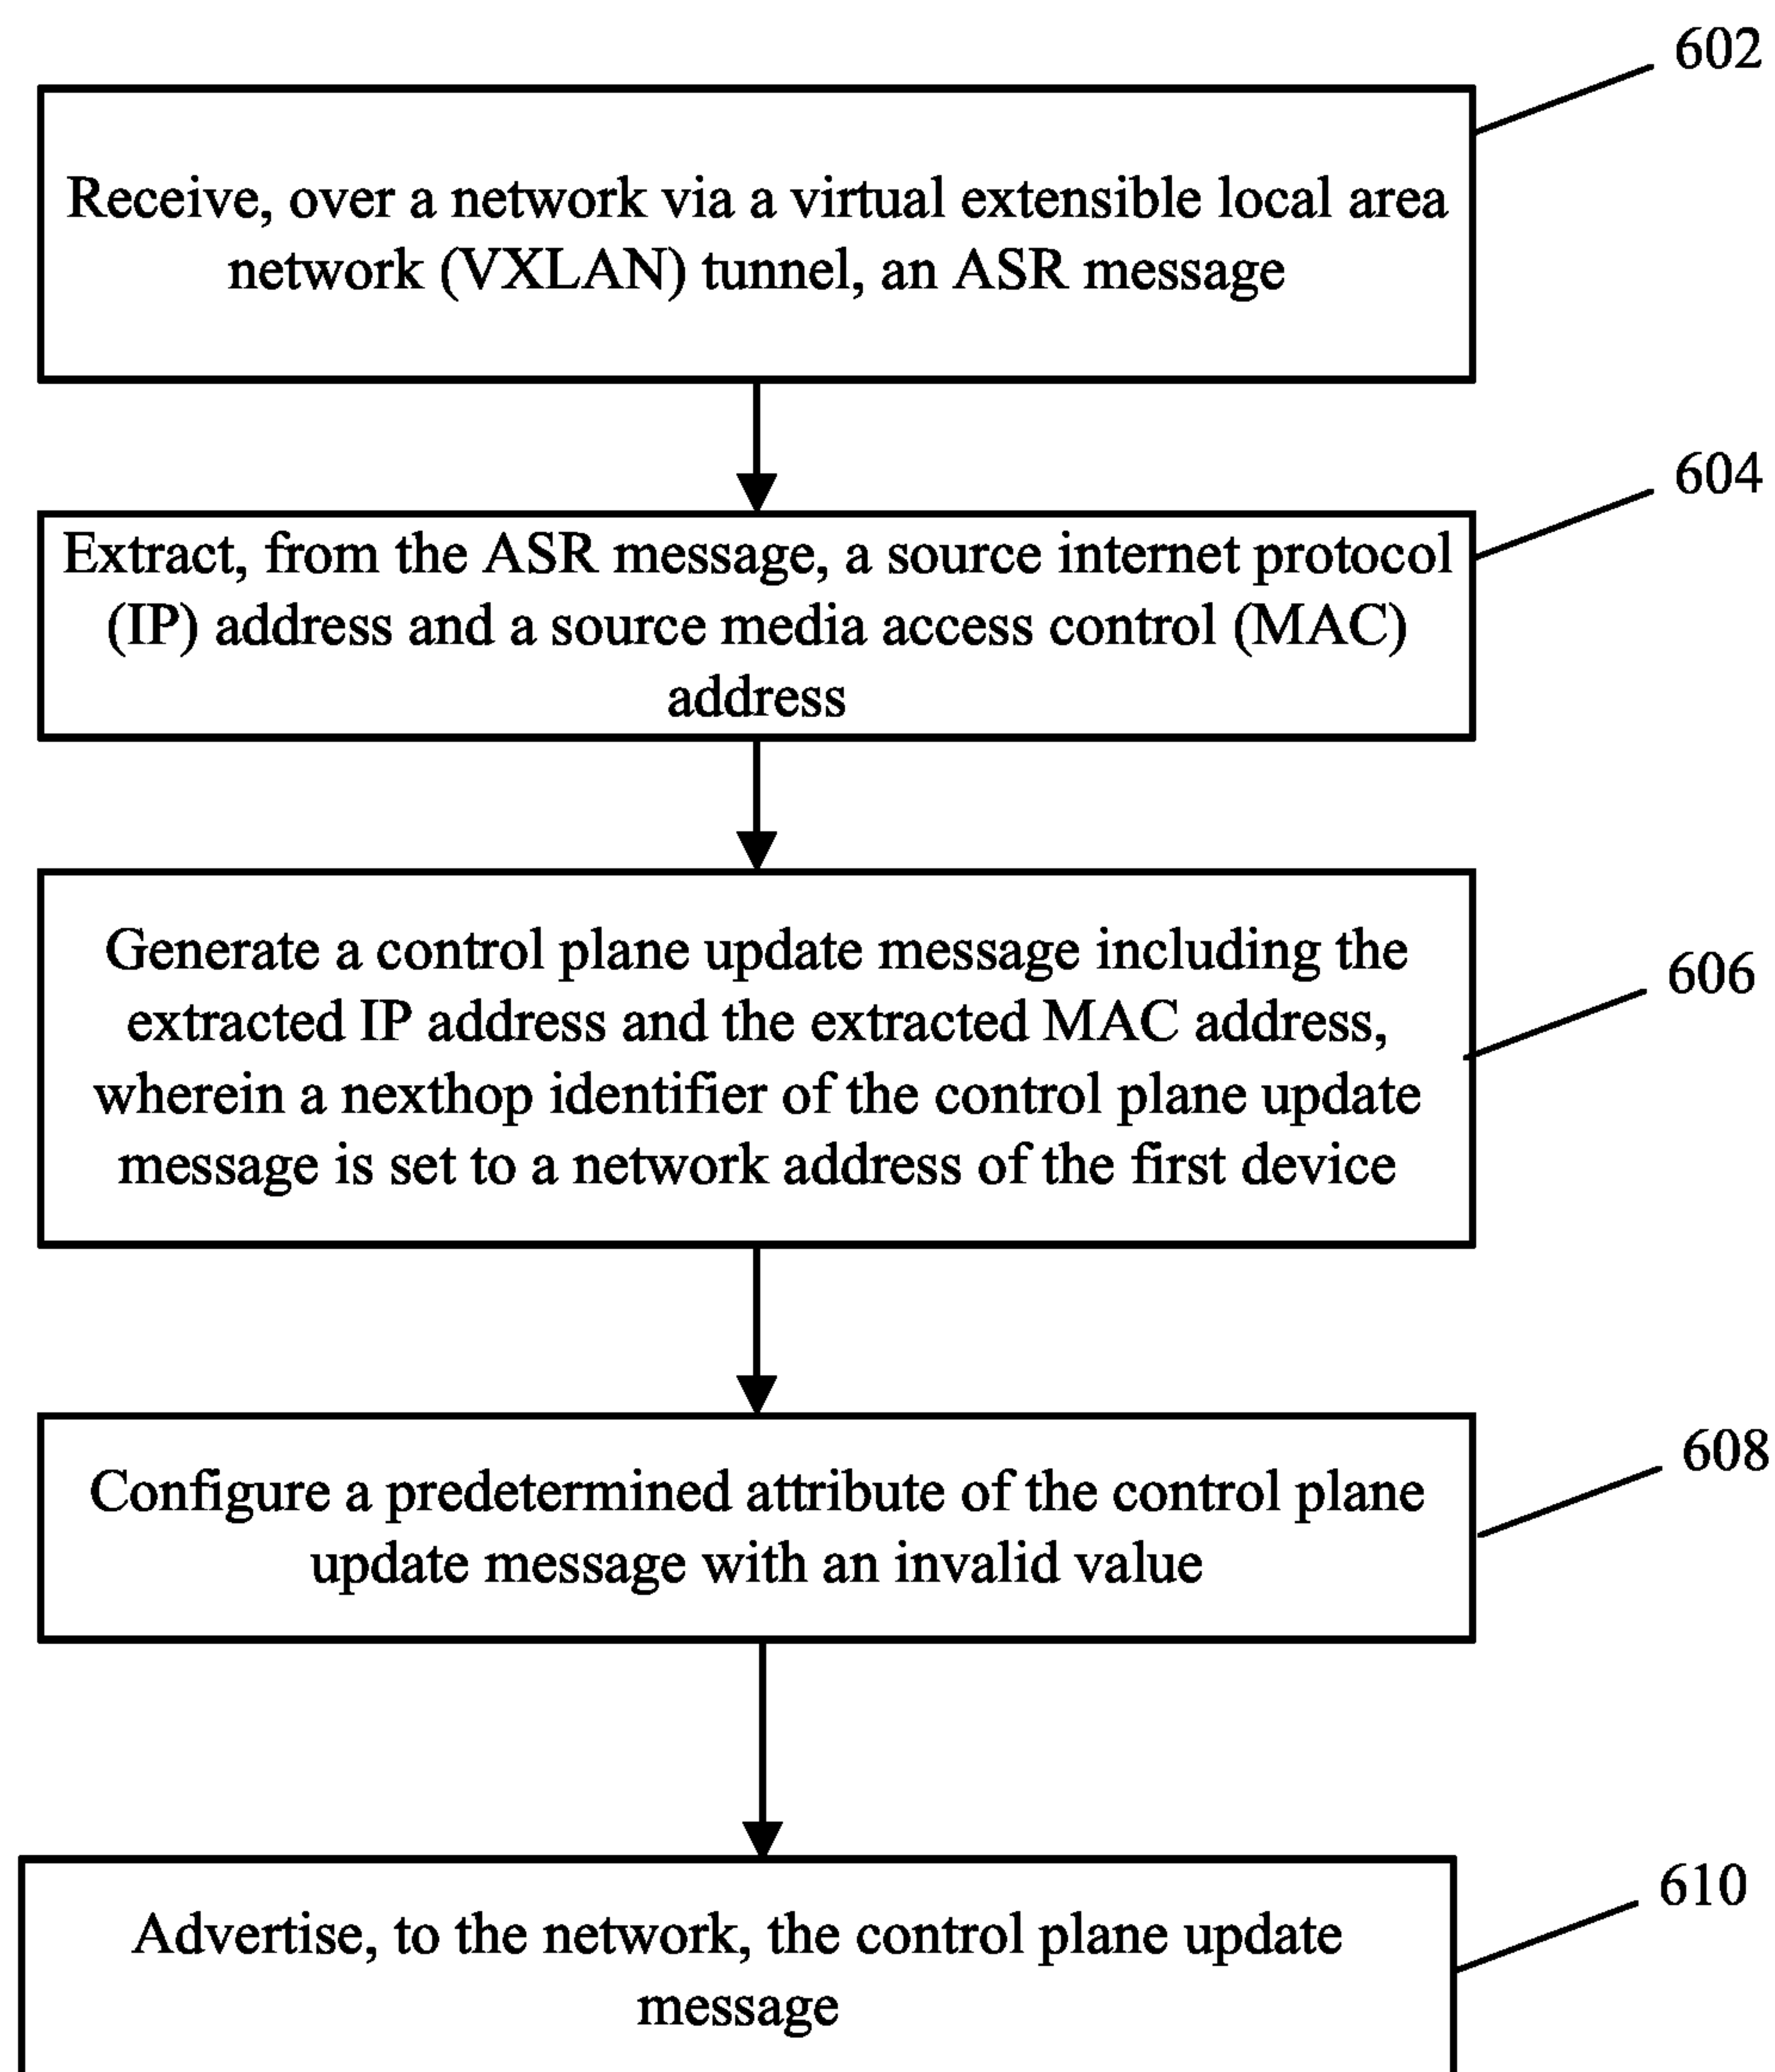 602
Receive, over a network via a virtual extensible local area
network (VXLAN) tunnel, an ASR message
604
Extract, from the ASR message, a source internet protocol
(IP) address and a source media access control (MAC)
address
Generate a control plane update message including the
606
extracted IP address and the extracted MAC address,
wherein a nexthop identifier of the control plane update
message is set to a network address of the first device
608
Configure a predetermined attribute of the control plane
update message with an invalid value
610
Advertise, to the network, the control plane update
message